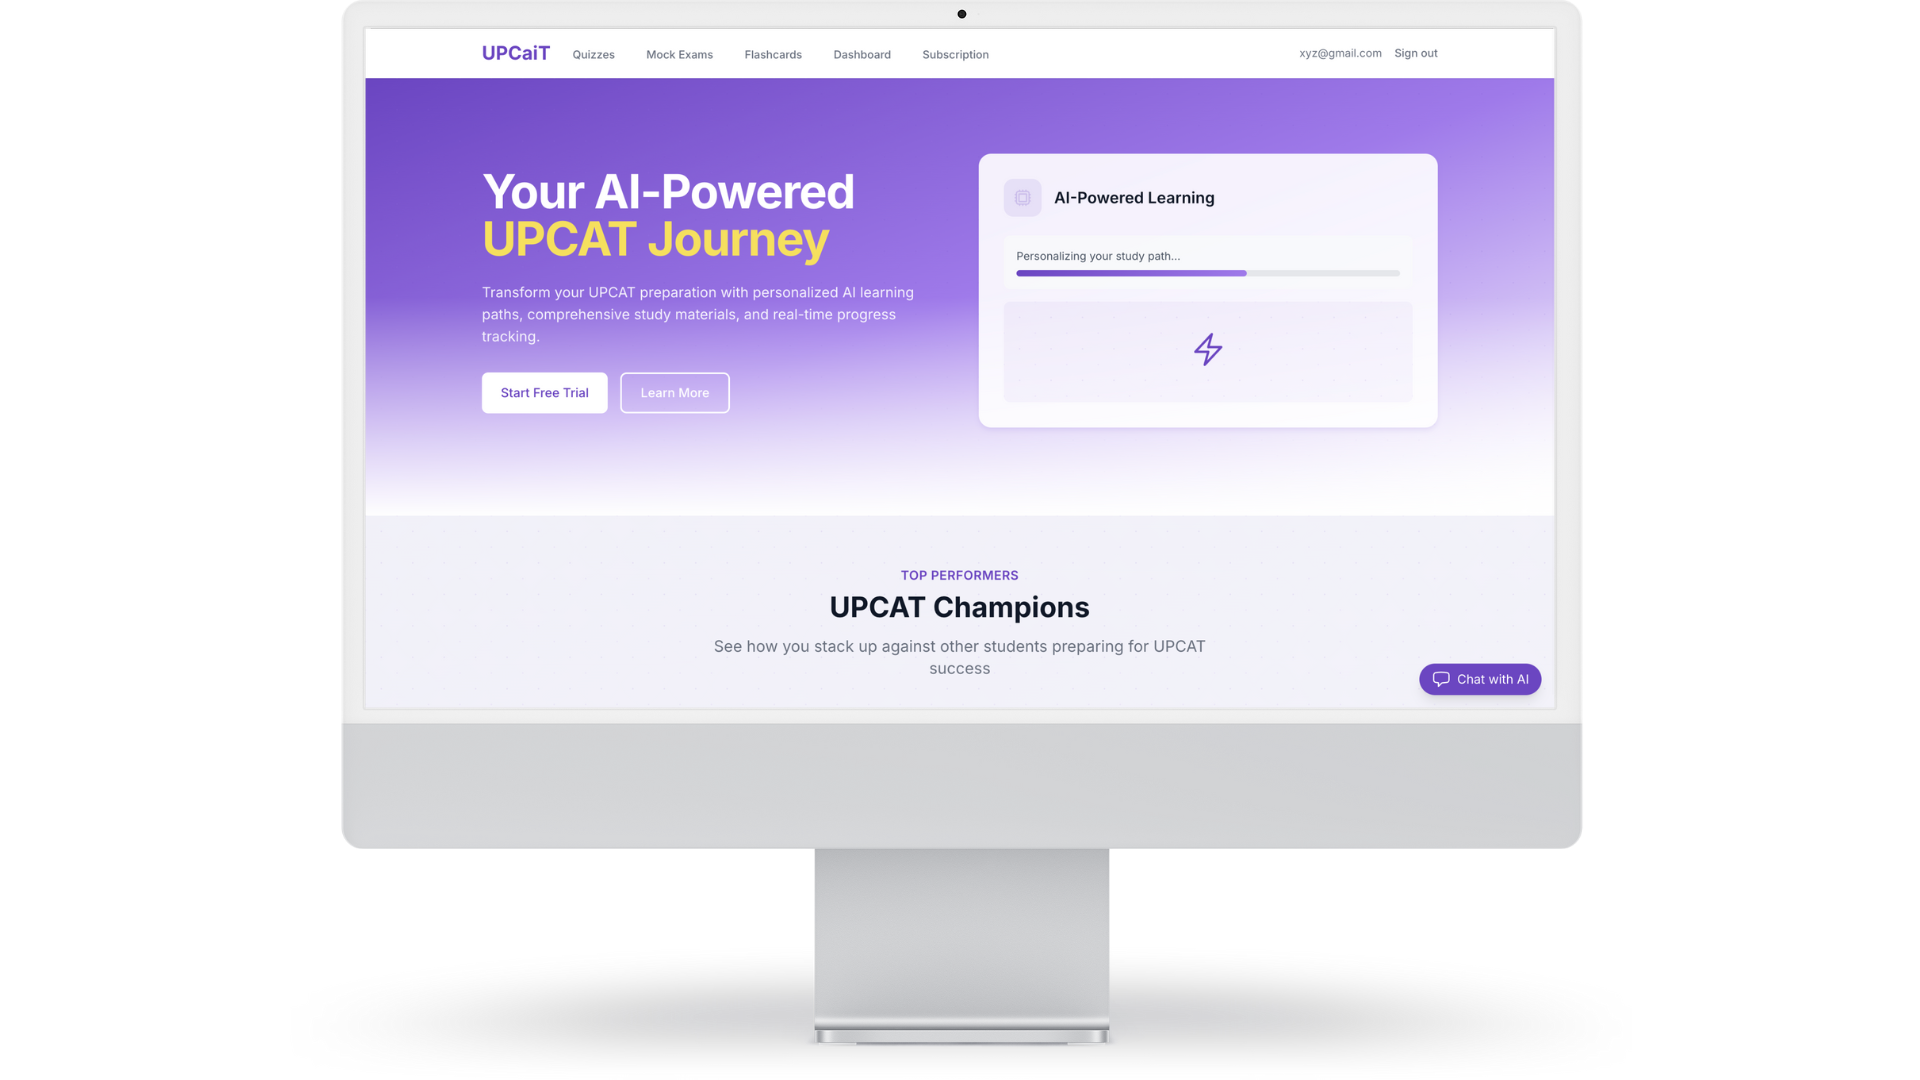 UPCaiT Quizzes Mock Exams Flashcards Dashboard Subscription xyz@gmail.com Sign out
Your AI-Powered
UPCAT Journey
Transform your UPCAT preparation with personalized AI learning
paths, comprehensive study materials, and real-time progress
tracking.
Start Free Trial Learn More
AI-Powered Learning
Personalizing your study path...
TOP PERFORMERS
UPCAT Champions
See how you stack up against other students preparing for UPCAT
success
Chat with AI